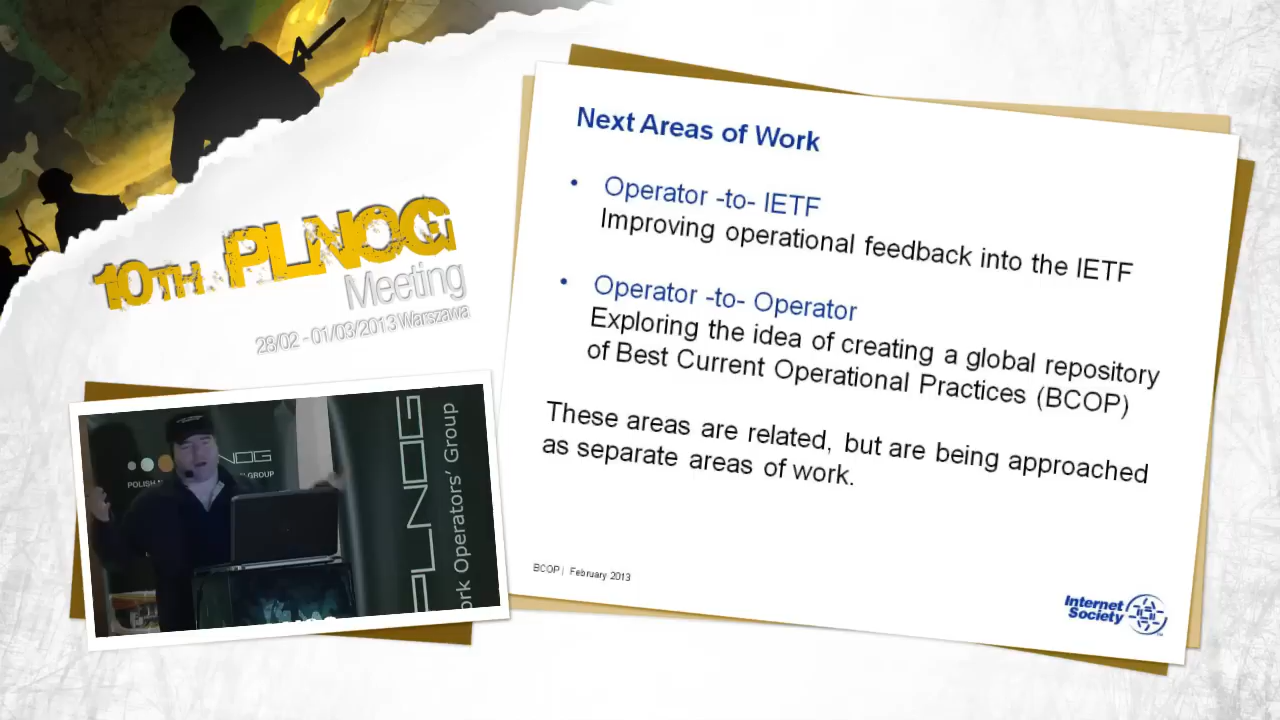 10TH PLNOG
Meeting
28/02 - 01/03/2013 Warszawa
Next Areas of Work
• Operator -to- IETF
Improving operational feedback into the IETF
• Operator -to- Operator
Exploring the idea of creating a global repository
of Best Current Operational Practices (BCOP)
These areas are related, but are being approached
as separate areas of work.
BCOP | February 2013
Internet
Society
PLNOG
ork Operators' Group
NOG
POLISH
GROUP